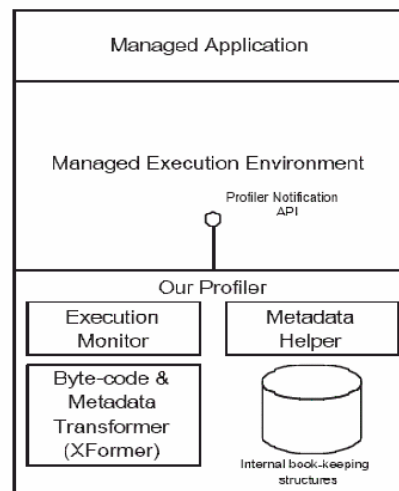 Managed Application
Managed Execution Environment
Profiler Notification
API
Our Profiler
Execution
Monitor
Metadata
Helper
Byte-code &
Metadata
Transformer
(XFormer)
Internal book-keeping
structures